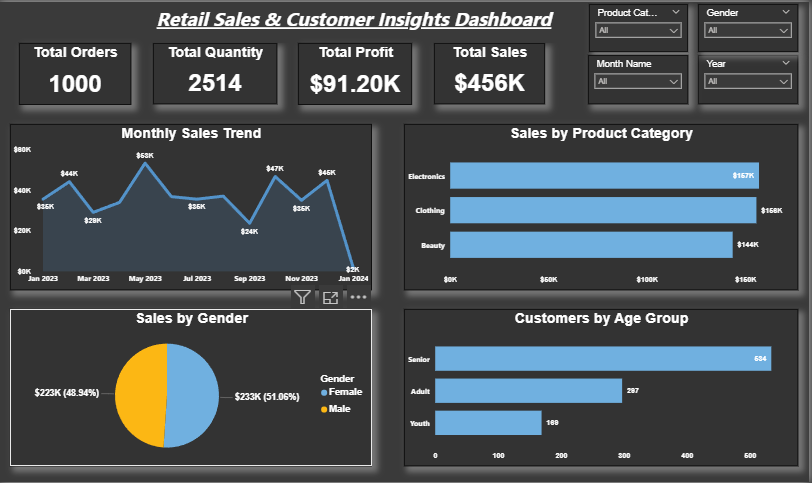 Retail Sales & Customer Insights Dashboard
Product Cat...
All
Gender
All
Total Orders
1000
Total Quantity
2514
Total Profit
$91.20K
Total Sales
$456K
Month Name
All
Year
All
Monthly Sales Trend
$60K
$40K
$20K
$0K
$35K
$44K
$29K
$53K
$35K
$24K
$47K
$35K
$45K
$2K
Jan 2023
Mar 2023
May 2023
Jul 2023
Sep 2023
Nov 2023
Jan 2024
Sales by Product Category
Electronics
$157K
Clothing
$156K
Beauty
$144K
$0K
$50K
$100K
$150K
Sales by Gender
$223K (48.94%)
$233K (51.06%)
Gender
Female
Male
Customers by Age Group
Senior
534
Adult
297
Youth
169
0
100
200
300
400
500